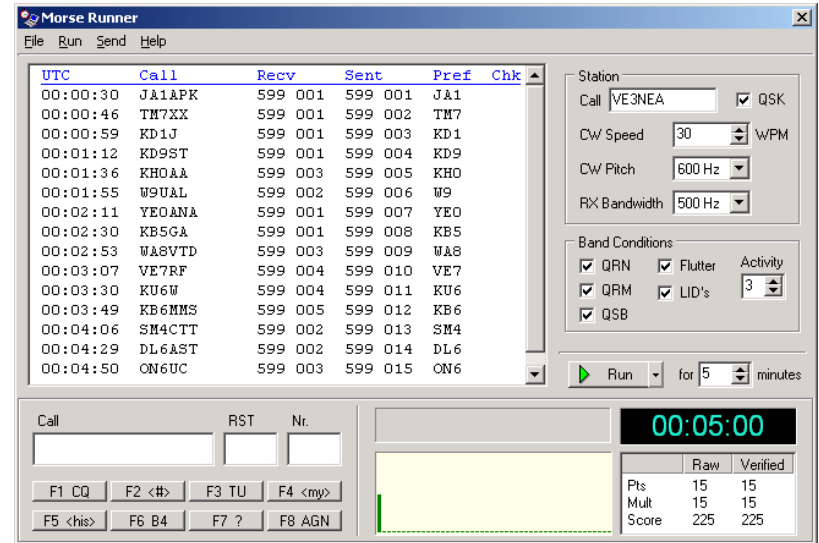 Morse Runner
File Run Send Help
UTC Call Recv Sent Pref Chk
00:00:30 JA1APK 599 001 599 001 JA1
00:00:46 TM7XX 599 001 599 002 TM7
00:00:59 KD1J 599 001 599 003 KD1
00:01:12 KD9ST 599 001 599 004 KD9
00:01:36 KH0AA 599 003 599 005 KH0
00:01:55 W9UAL 599 002 599 006 W9
00:02:11 YE0ANA 599 001 599 007 YE0
00:02:30 KB5GA 599 001 599 008 KB5
00:02:53 WA8VTD 599 003 599 009 WA8
00:03:07 VE7RF 599 004 599 010 VE7
00:03:30 KU6W 599 004 599 011 KU6
00:03:49 KB6MMS 599 005 599 012 KB6
00:04:06 SM4CTT 599 002 599 013 SM4
00:04:29 DL6AST 599 002 599 014 DL6
00:04:50 ON6UC 599 003 599 015 ON6
Station
Call VE3NEA QSK
CW Speed 30 WPM
CW Pitch 600 Hz
RX Bandwidth 500 Hz
Band Conditions
QRN Flutter Activity
QRM LID's 3
QSB
Run for 5 minutes
Call RST Nr.
F1 CQ F2 <#> F3 TU F4 <my>
F5 <his> F6 B4 F7 ? F8 AGN
00:05:00
Raw Verified
Pts 15 15
Mult 15 15
Score 225 225